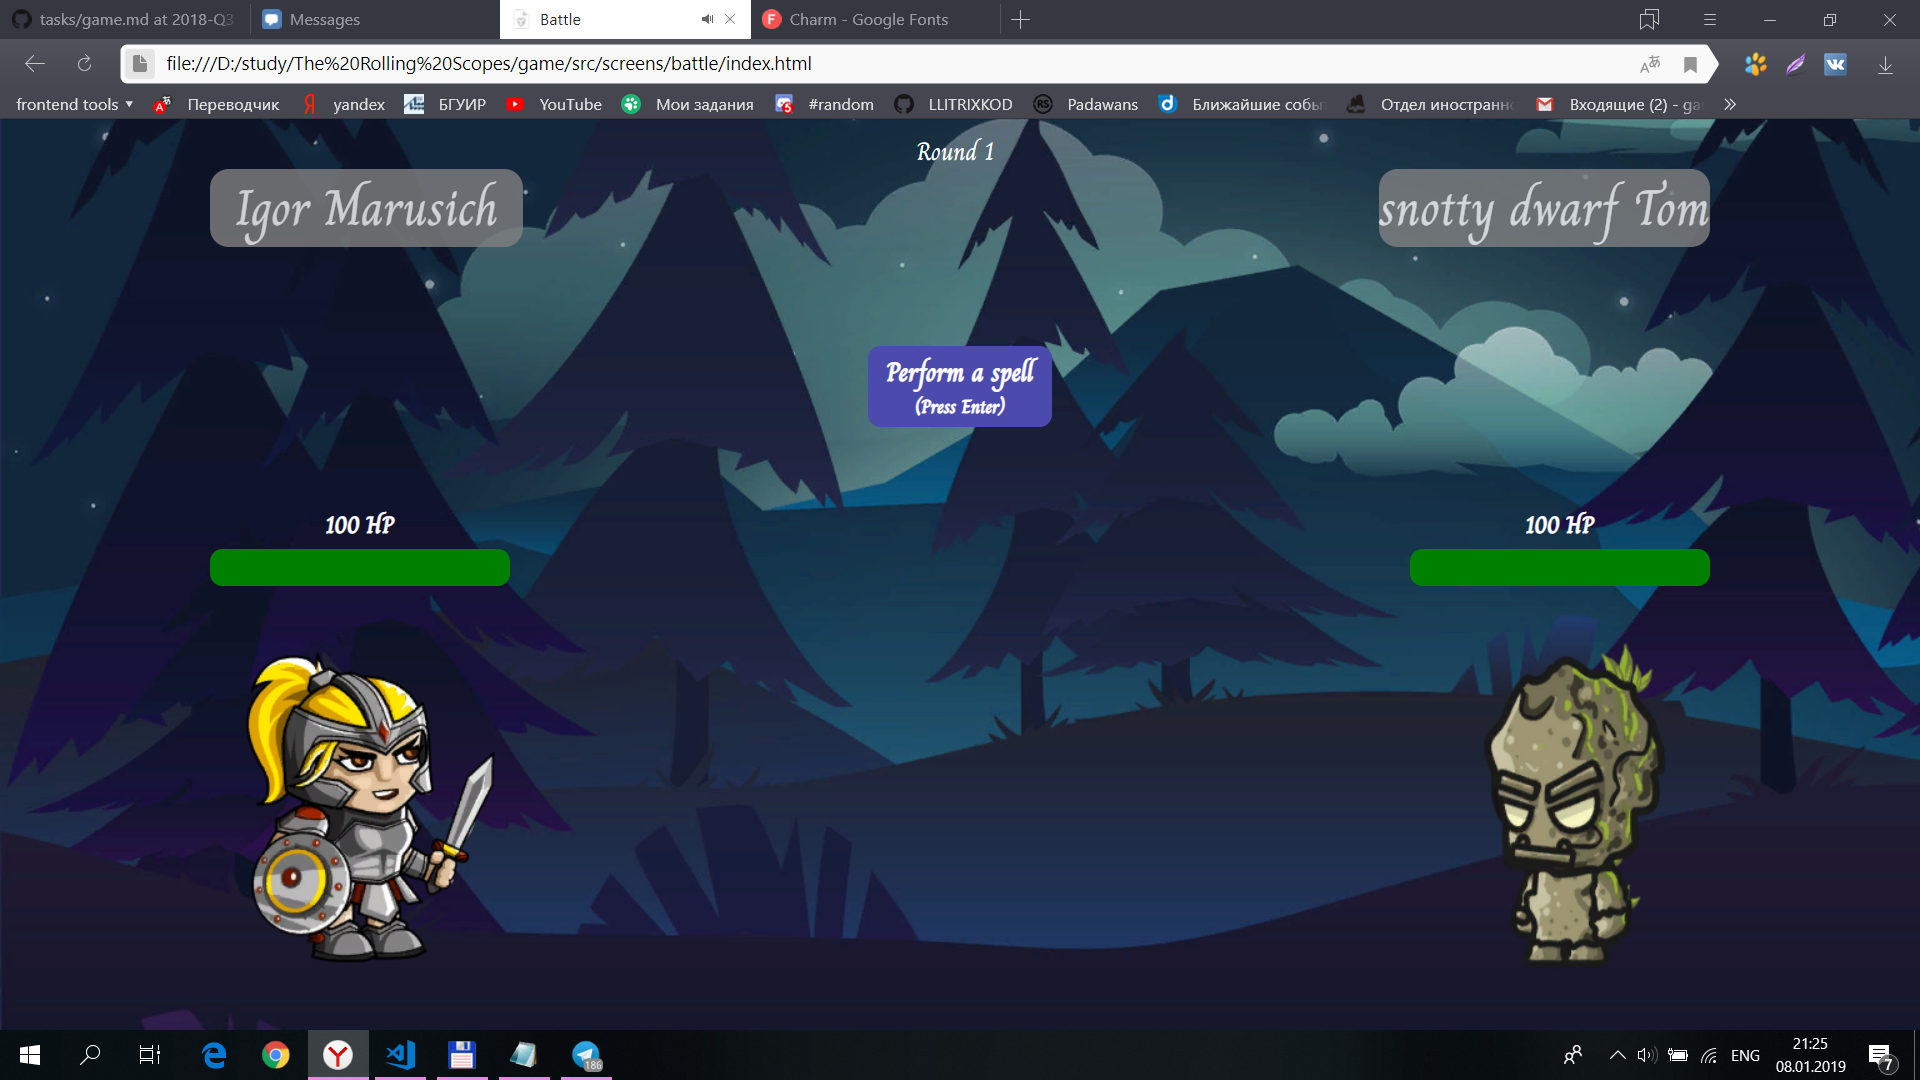 tasks/game.md at 2018-Q3
Messages
Battle
Charm - Google Fonts
file:///D:/study/The%20Rolling%20Scopes/game/src/screens/battle/index.html
frontend tools
Переводчик
yandex
БГУИР
YouTube
Мои задания
#random
LLITRIXKOD
Padawans
Ближайшие собы
Отдел иностранн
Входящие (2) - ga
Round 1
Igor Marusich
snotty dwarf Tom
Perform a spell
(Press Enter)
100 HP
100 HP
186
ENG
21:25
08.01.2019
7